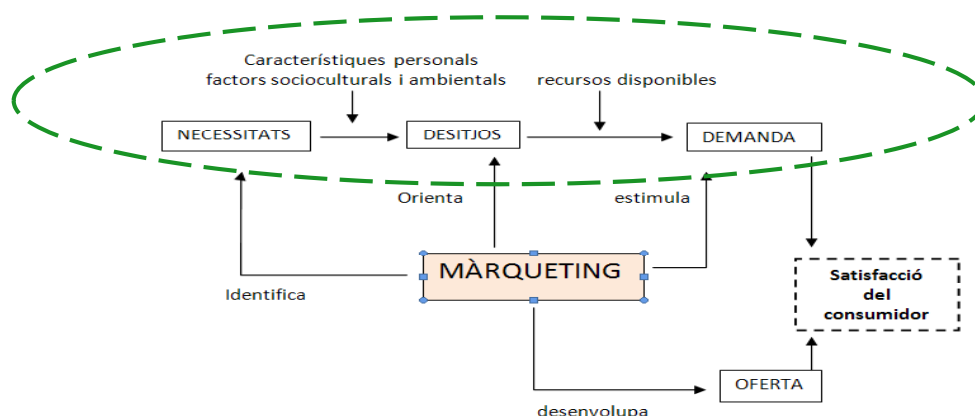 Característiques personals
factors socioculturals i ambientals
recursos disponibles
NECESSITATS
DESITJOS
DEMANDA
Orienta
estimula
MÀRQUETING
Identifica
Satisfacció
del
consumidor
OFERTA
desenvolupa